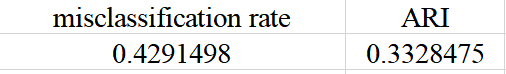 misclassification rate ARI
0.4291498 0.3328475